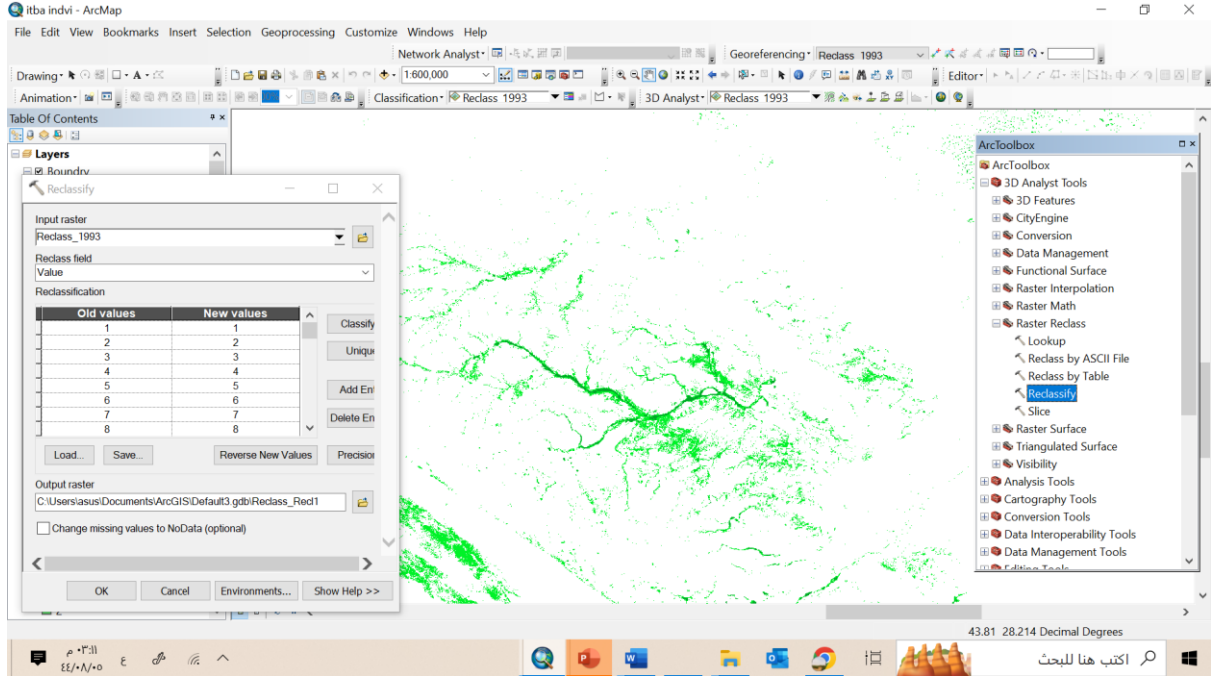 itba indvi - ArcMap
File Edit View Bookmarks Insert Selection Geoprocessing Customize Windows Help
Network Analyst
Georeferencing Reclass_1993
Drawing A 1:600,000 Editor
Animation Classification Reclass 1993 3D Analyst Reclass 1993
Table Of Contents
Layers
Boundry
Reclassify
Input raster
Reclass_1993
Reclass field
Value
Reclassification
Old values New values
1 1
2 2
3 3
4 4
5 5
6 6
7 7
8 8
Classify
Uniqu
Add Ent
Delete En
Load... Save... Reverse New Values Precision
Output raster
C:\Users\asus\Documents\ArcGIS\Default3.gdb\Reclass_Recl1
Change missing values to NoData (optional)
OK Cancel Environments... Show Help >>
2
ArcToolbox
ArcToolbox
3D Analyst Tools
3D Features
CityEngine
Conversion
Data Management
Functional Surface
Raster Interpolation
Raster Math
Raster Reclass
Lookup
Reclass by ASCII File
Reclass by Table
Reclassify
Slice
Raster Surface
Triangulated Surface
Visibility
Analysis Tools
Cartography Tools
Conversion Tools
Data Interoperability Tools
Data Management Tools
Editing Tools
43.81 28.214 Decimal Degrees
٠٣:١١ م
٤٤/٠٨/٠٥
ع
اكتب هنا للبحث